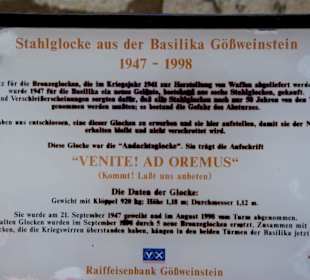 Stahlglocke aus der Basilika Gößweinstein
1947 - 1998
für die Bronzeglocken, die im Kriegsjahr 1941 zur Herstellung von Waffen abgeliefert
wurde 1947 für die Basilika ein neues Geläute, bestehend aus sechs Stahlglocken, gekauft.
und Verschleißerscheinungen sorgten dafür, daß alle Stahlglocken nach nur 50 Jahren von den
genommen werden mußten; es bestand die Gefahr des Absturzes.
uns entschlossen, eine dieser Glocken zu erwerben und sie hier aufzustellen, damit sie der
erhalten bleibt und nicht verschrottet wird.
Diese Glocke war die "Andachtsglocke". Sie trägt die Aufschrift
"VENITE! AD OREMUS"
(Kommt! Laßt uns anbeten)
Die Daten der Glocke:
Gewicht mit Klöppel 920 kg; Höhe 1,18 m; Durchmesser 1,12 m.
Sie wurde am 21. September 1947 geweiht und im August 1998 vom Turm abgenommen.
alten Glocken wurden im September 1998 durch 5 neue Bronzeglocken ersetzt. Zusammen mit
die die Kriegswirren überstanden haben, hängen in den beiden Türmen der Basilika jetzt
Raiffeisenbank Gößweinstein